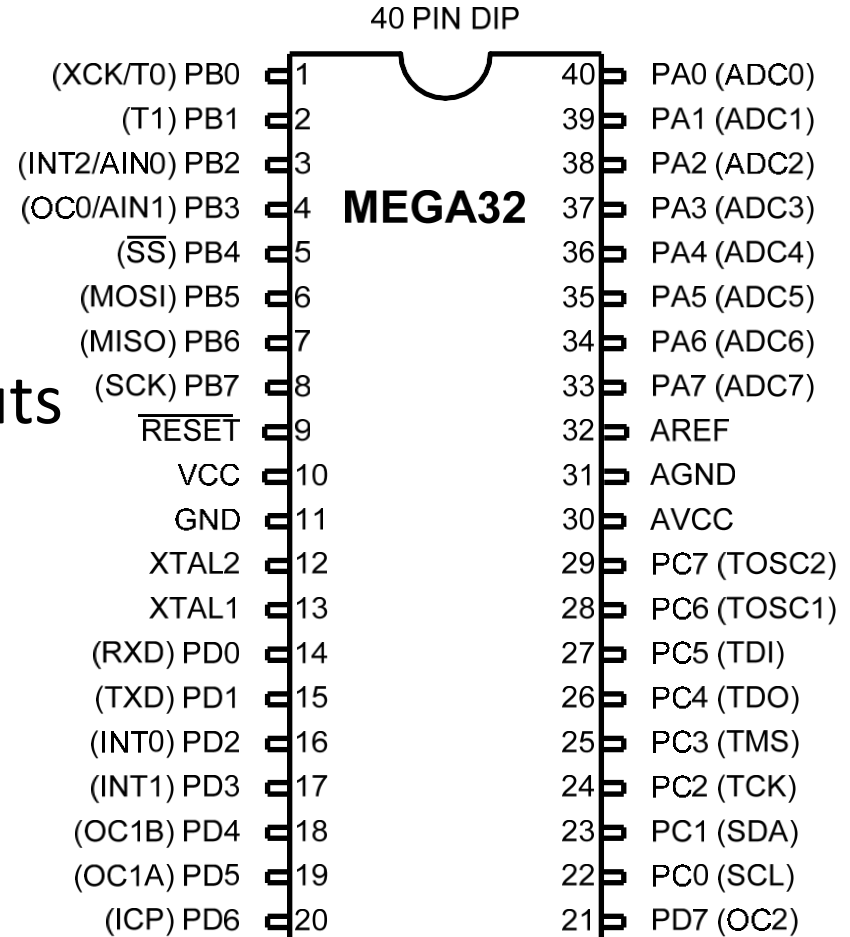 40 PIN DIP
(XCK/T0) PB0 1 40 PA0 (ADC0)
(T1) PB1 2 39 PA1 (ADC1)
(INT2/AIN0) PB2 3 38 PA2 (ADC2)
(OC0/AIN1) PB3 4 MEGA32 37 PA3 (ADC3)
(SS) PB4 5 36 PA4 (ADC4)
(MOSI) PB5 6 35 PA5 (ADC5)
(MISO) PB6 7 34 PA6 (ADC6)
(SCK) PB7 8 33 PA7 (ADC7)
RESET 9 32 AREF
VCC 10 31 AGND
GND 11 30 AVCC
XTAL2 12 29 PC7 (TOSC2)
XTAL1 13 28 PC6 (TOSC1)
(RXD) PD0 14 27 PC5 (TDI)
(TXD) PD1 15 26 PC4 (TDO)
(INT0) PD2 16 25 PC3 (TMS)
(INT1) PD3 17 24 PC2 (TCK)
(OC1B) PD4 18 23 PC1 (SDA)
(OC1A) PD5 19 22 PC0 (SCL)
(ICP) PD6 20 21 PD7 (OC2)